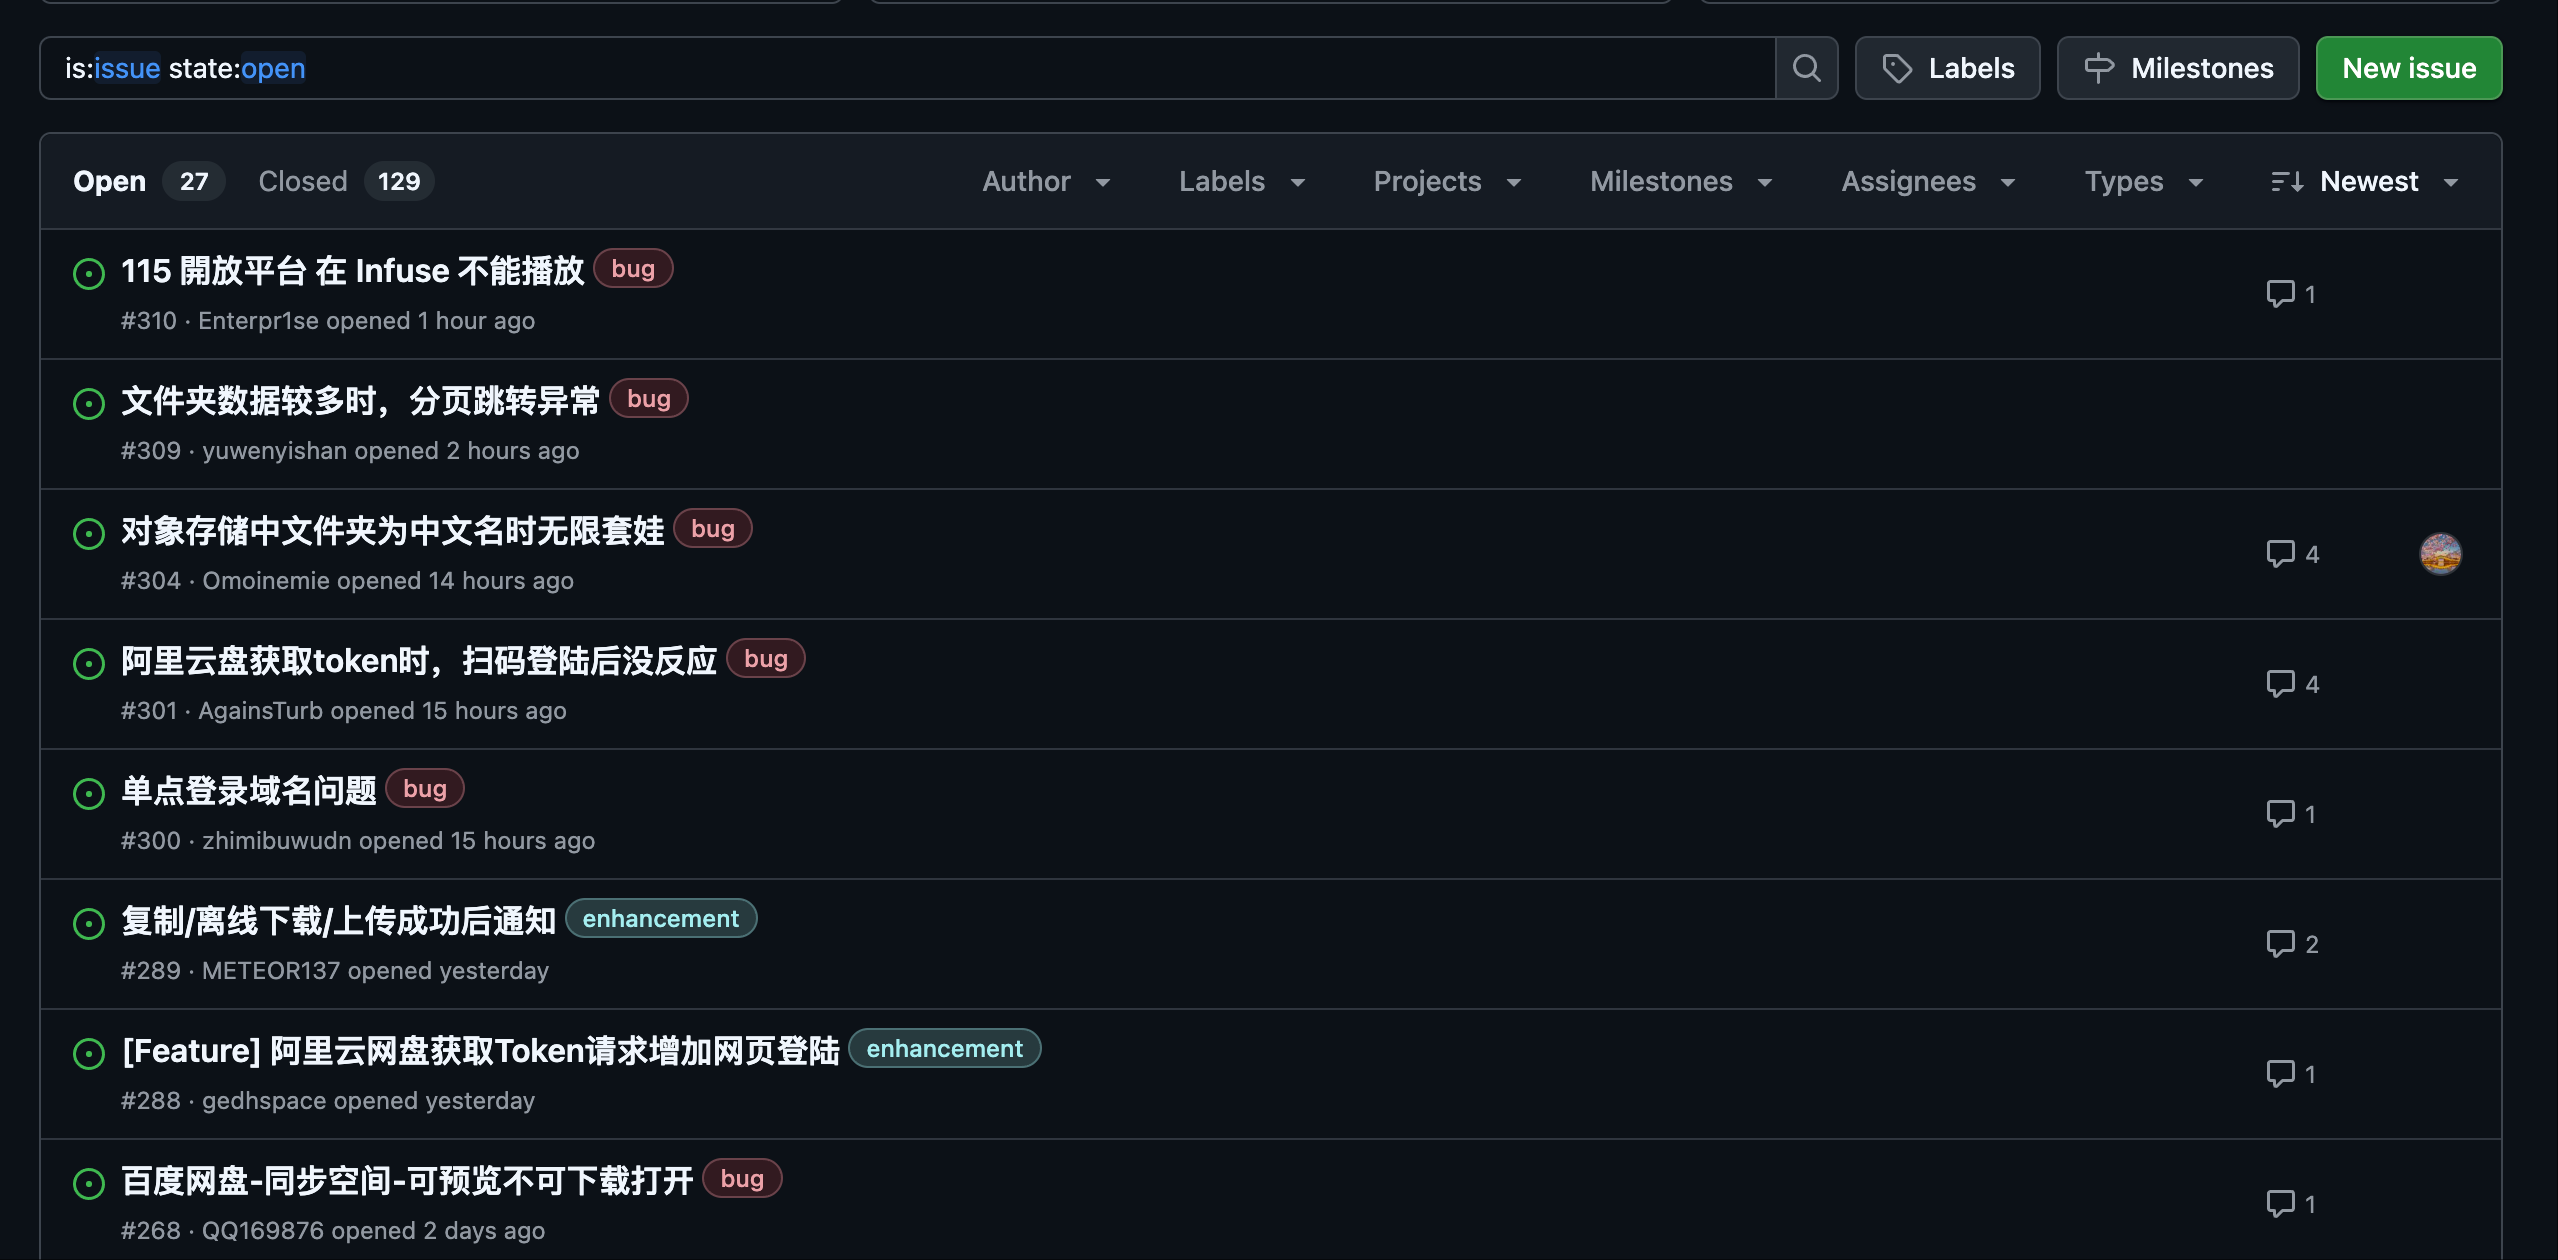 is:issue state:open
Labels
Milestones
New issue
Open 27 Closed 129 Author Labels Projects Milestones Assignees Types Newest
115 開放平台 在 Infuse 不能播放 bug
#310 · Enterpr1se opened 1 hour ago
1
文件夹数据较多时，分页跳转异常 bug
#309 · yuwenyishan opened 2 hours ago
对象存储中文件夹为中文名时无限套娃 bug
#304 · Omoinemie opened 14 hours ago
4
阿里云盘获取token时，扫码登陆后没反应 bug
#301 · AgainsTurb opened 15 hours ago
4
单点登录域名问题 bug
#300 · zhimibuwudn opened 15 hours ago
1
复制/离线下载/上传成功后通知 enhancement
#289 · METEOR137 opened yesterday
2
[Feature] 阿里云网盘获取Token请求增加网页登陆 enhancement
#288 · gedhspace opened yesterday
1
百度网盘-同步空间-可预览不可下载打开 bug
#268 · QQ169876 opened 2 days ago
1